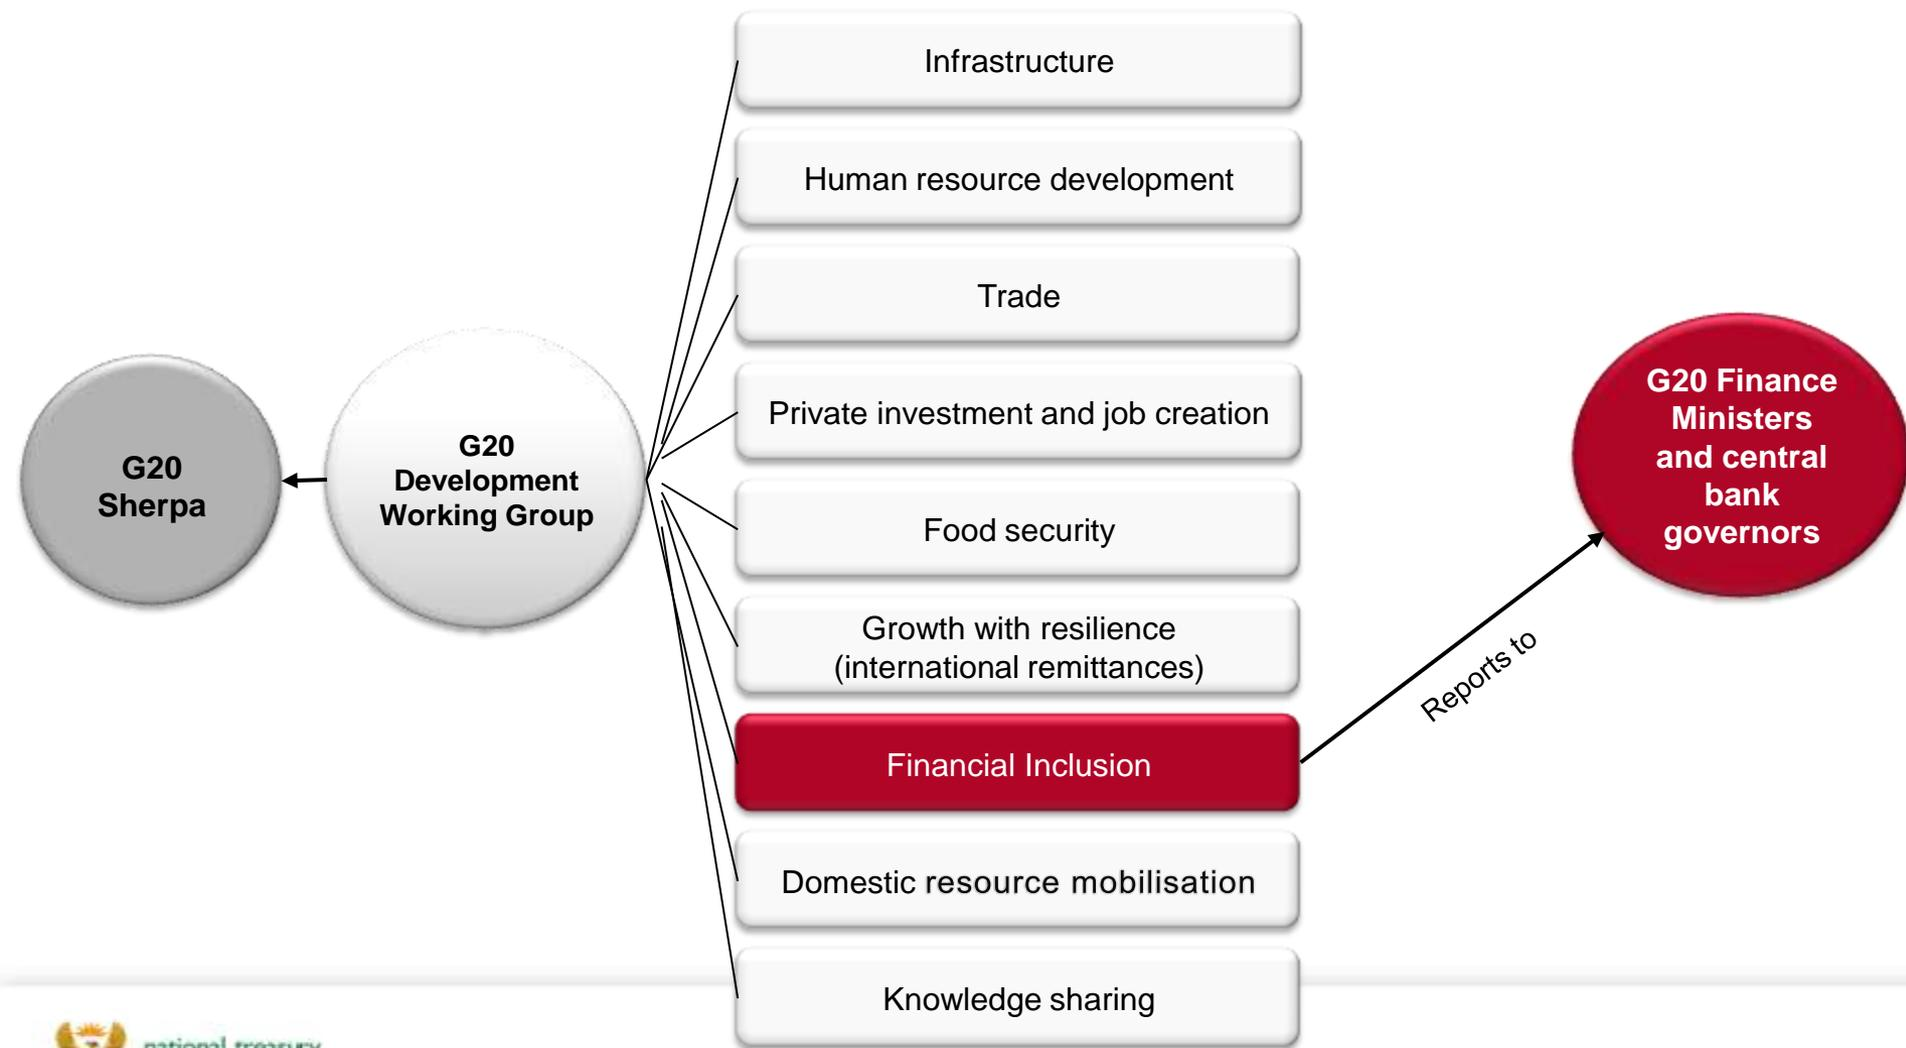 Infrastructure
Human resource development
Trade
Private investment and job creation
Food security
Growth with resilience
(international remittances)
Financial Inclusion
Domestic resource mobilisation
Knowledge sharing
G20
Sherpa
G20
Development
Working Group
G20 Finance
Ministers
and central
bank
governors
Reports to
national treasury